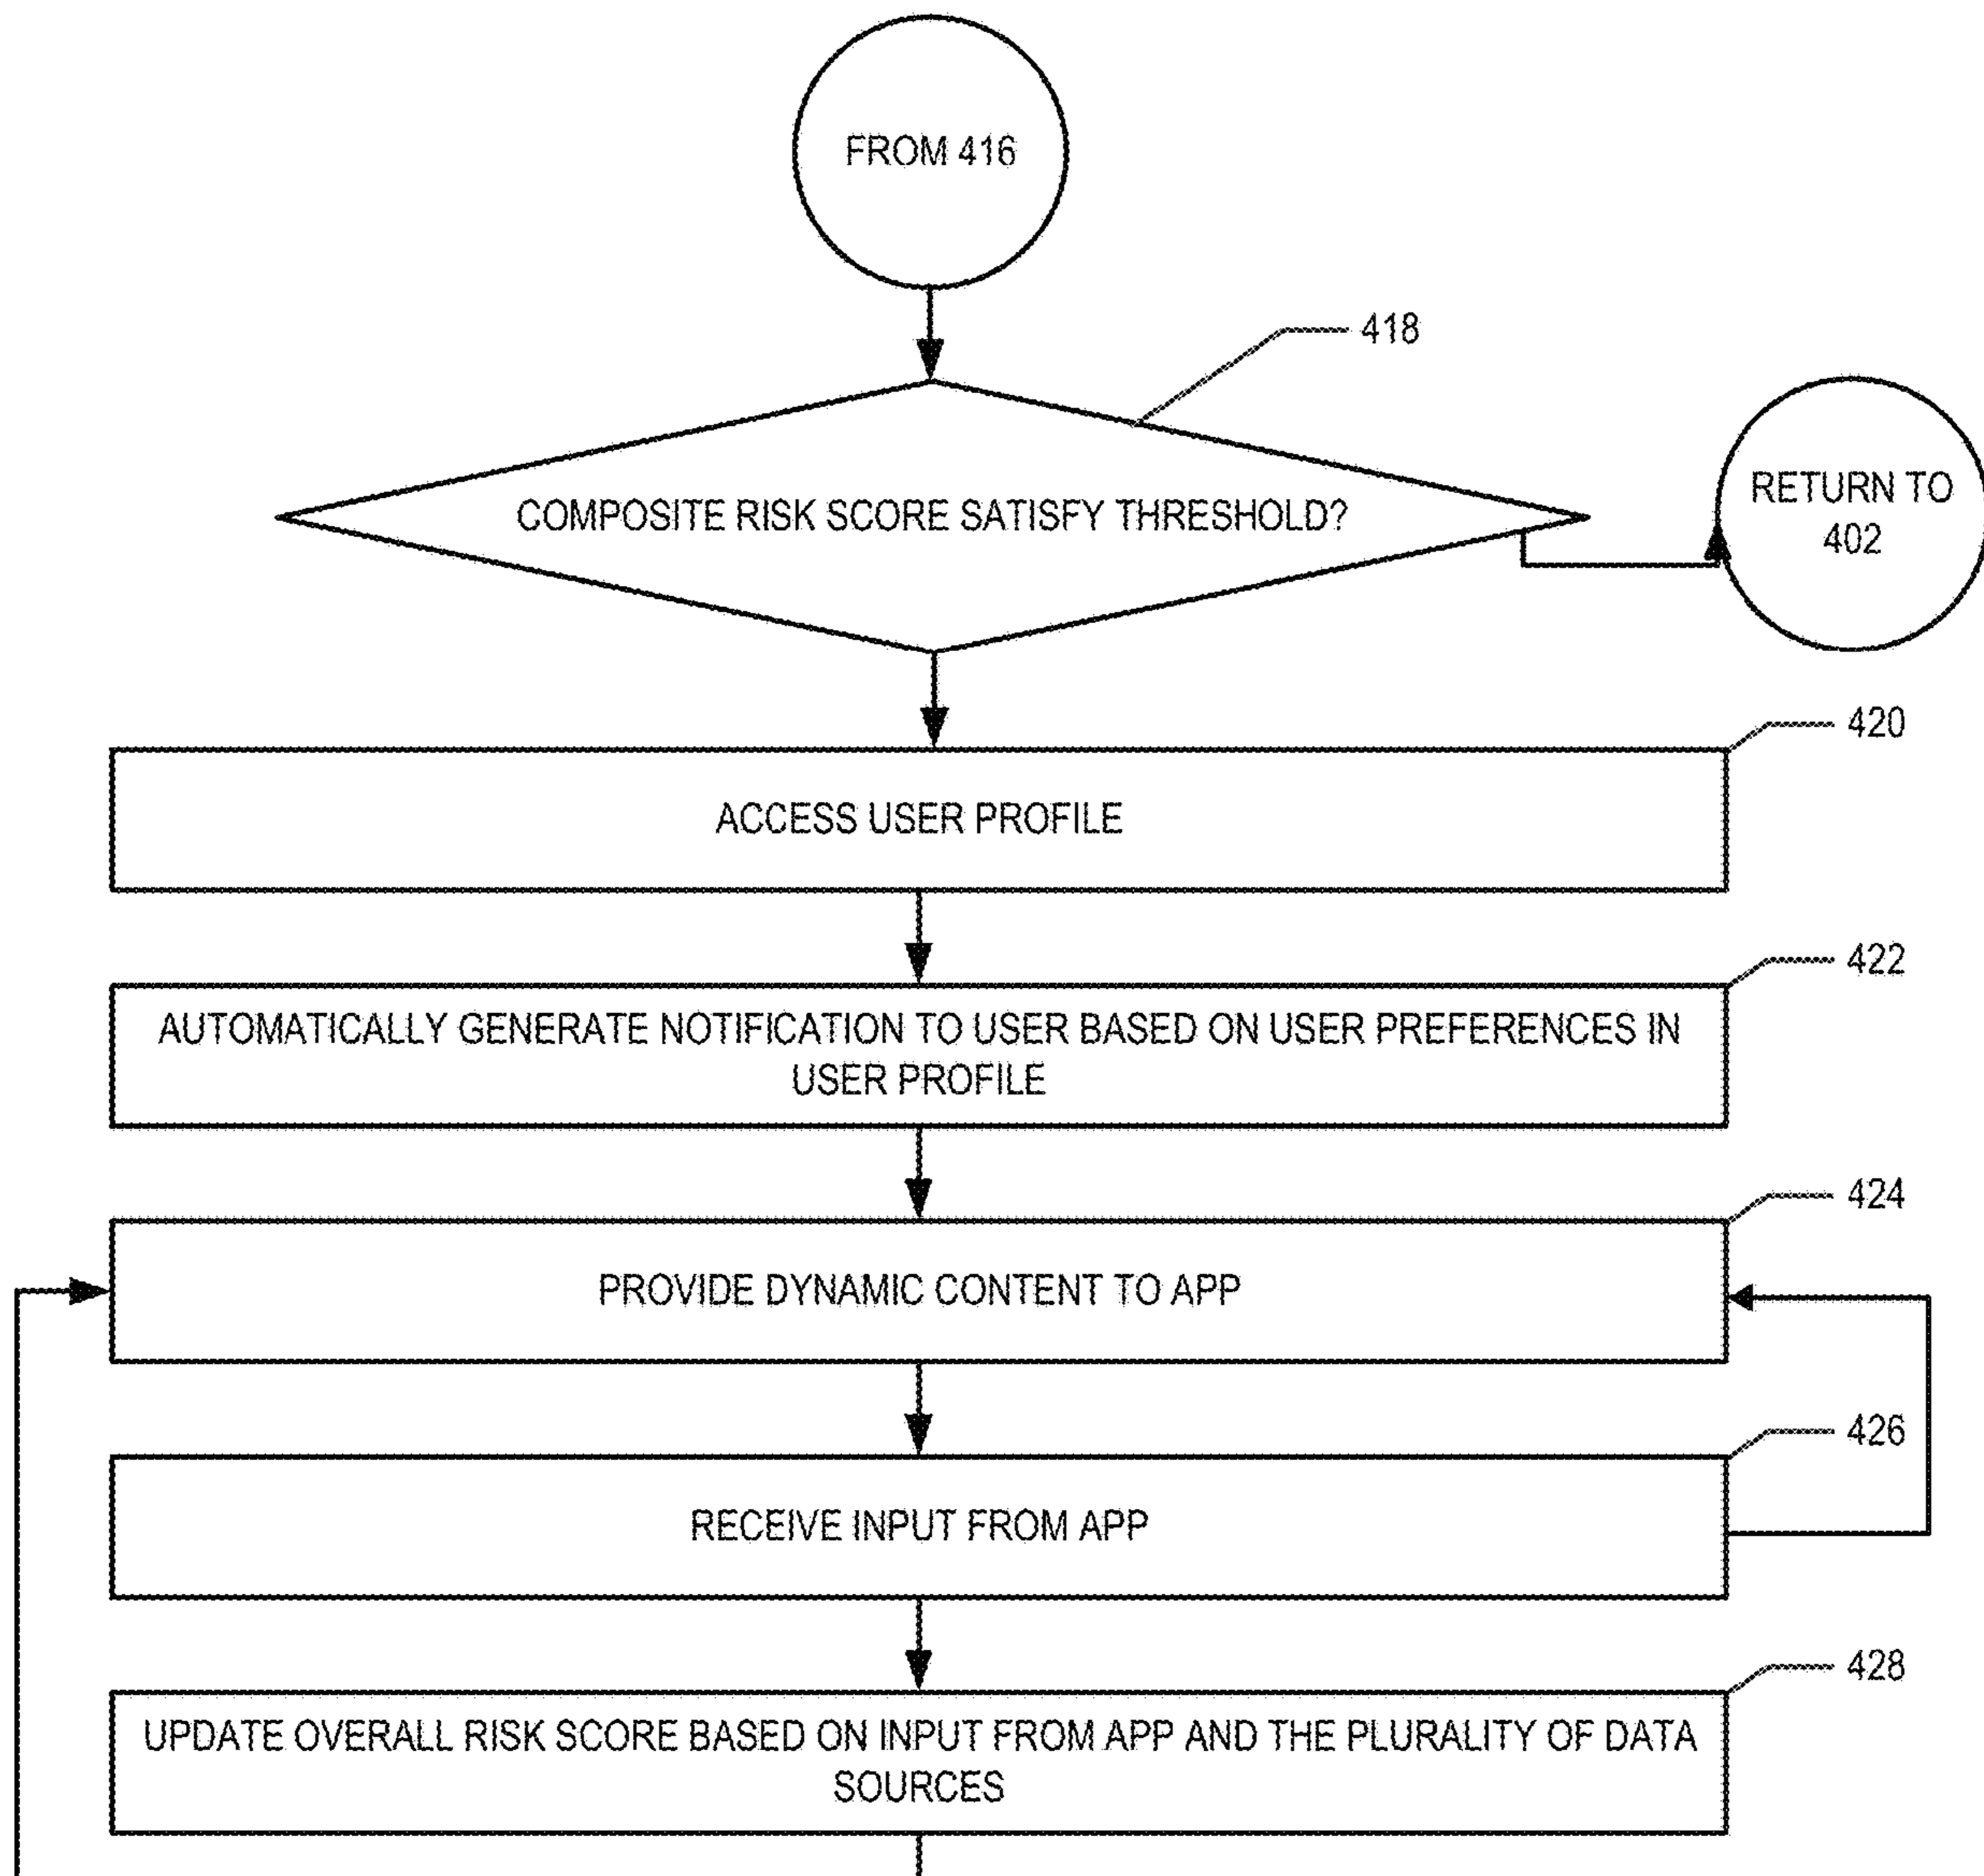 FROM 416
418
COMPOSITE RISK SCORE SATISFY THRESHOLD?
RETURN TO
402
420
ACCESS USER PROFILE
422
AUTOMATICALLY GENERATE NOTIFICATION TO USER BASED ON USER PREFERENCES IN
USER PROFILE
424
PROVIDE DYNAMIC CONTENT TO APP
426
RECEIVE INPUT FROM APP
428
UPDATE OVERALL RISK SCORE BASED ON INPUT FROM APP AND THE PLURALITY OF DATA
SOURCES